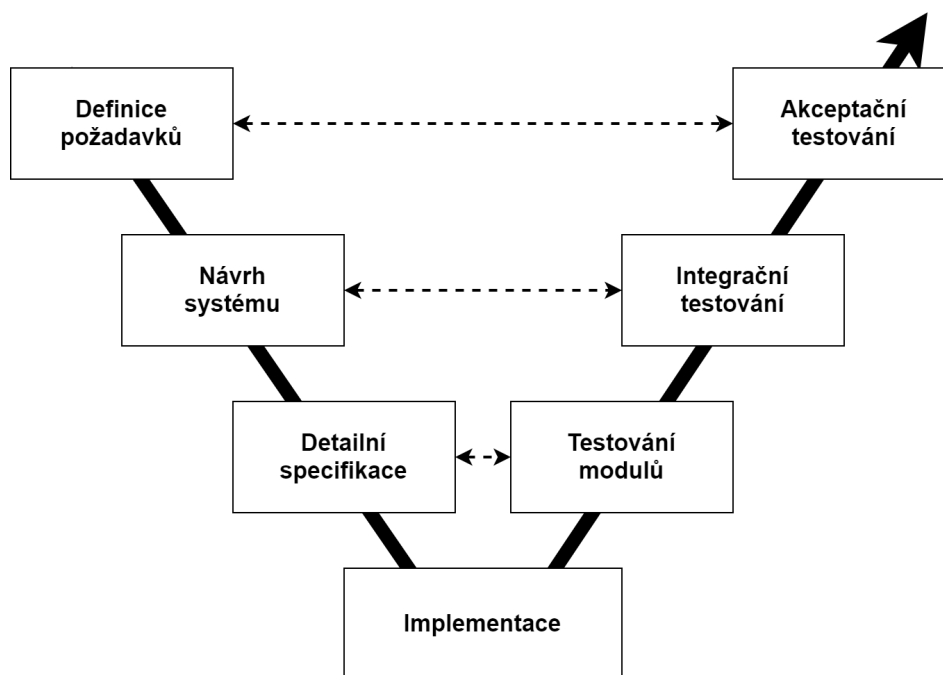 Definice
požadavků
Akceptační
testování
Návrh
systému
Integrační
testování
Detailní
specifikace
Testování
modulů
Implementace